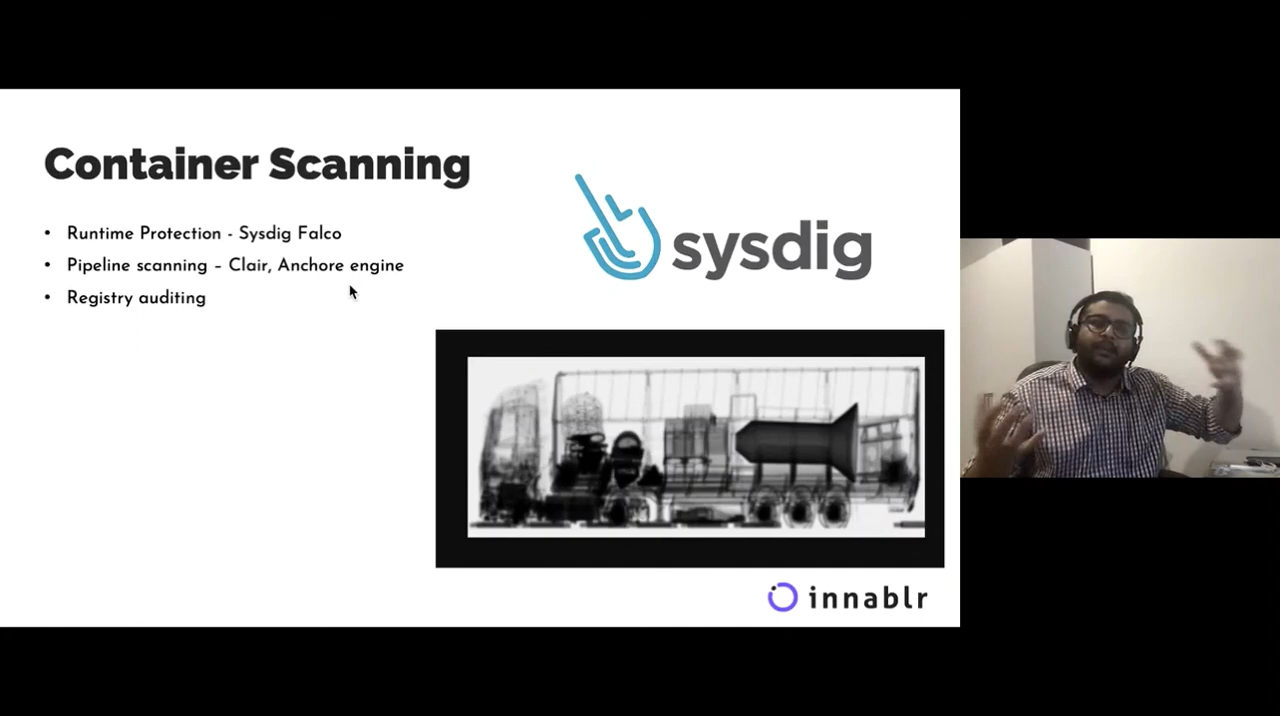 Container Scanning
• Runtime Protection - Sysdig Falco
• Pipeline scanning – Clair, Anchore engine
• Registry auditing
sysdig
innablr